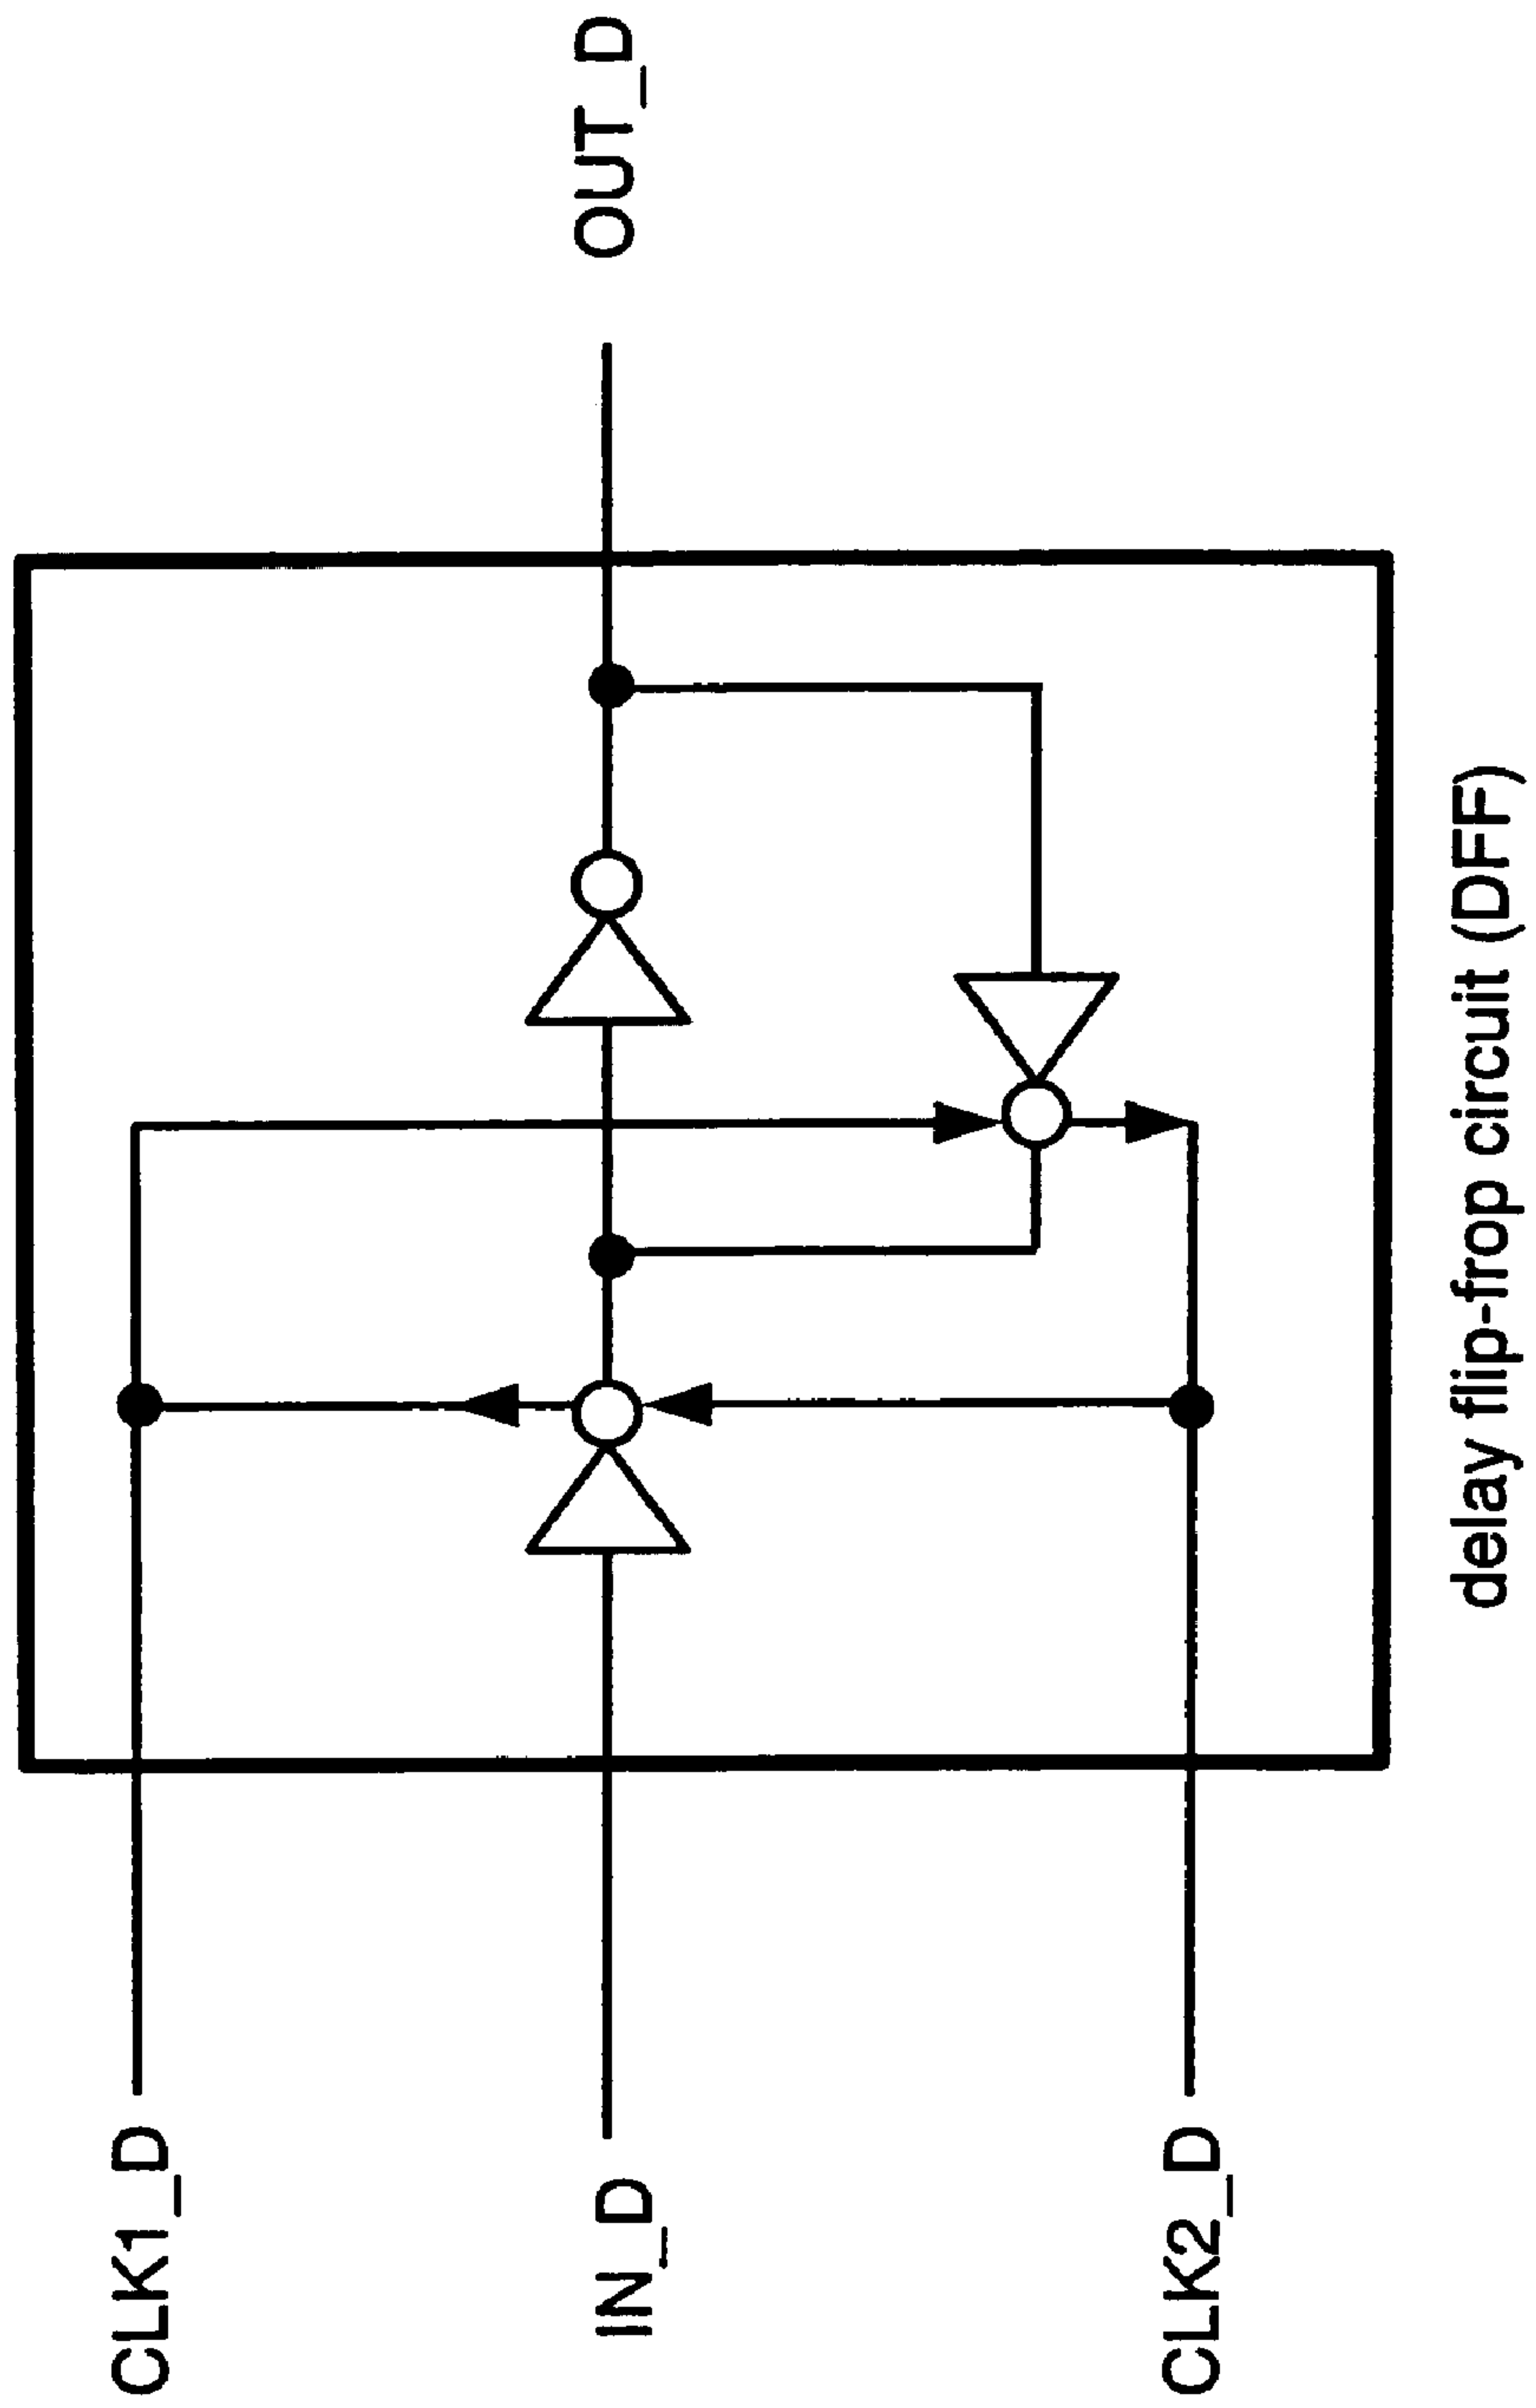 CLK1_D
IN_D
CLK2_D
OUT_D
delay flip-frop circuit (DFF)